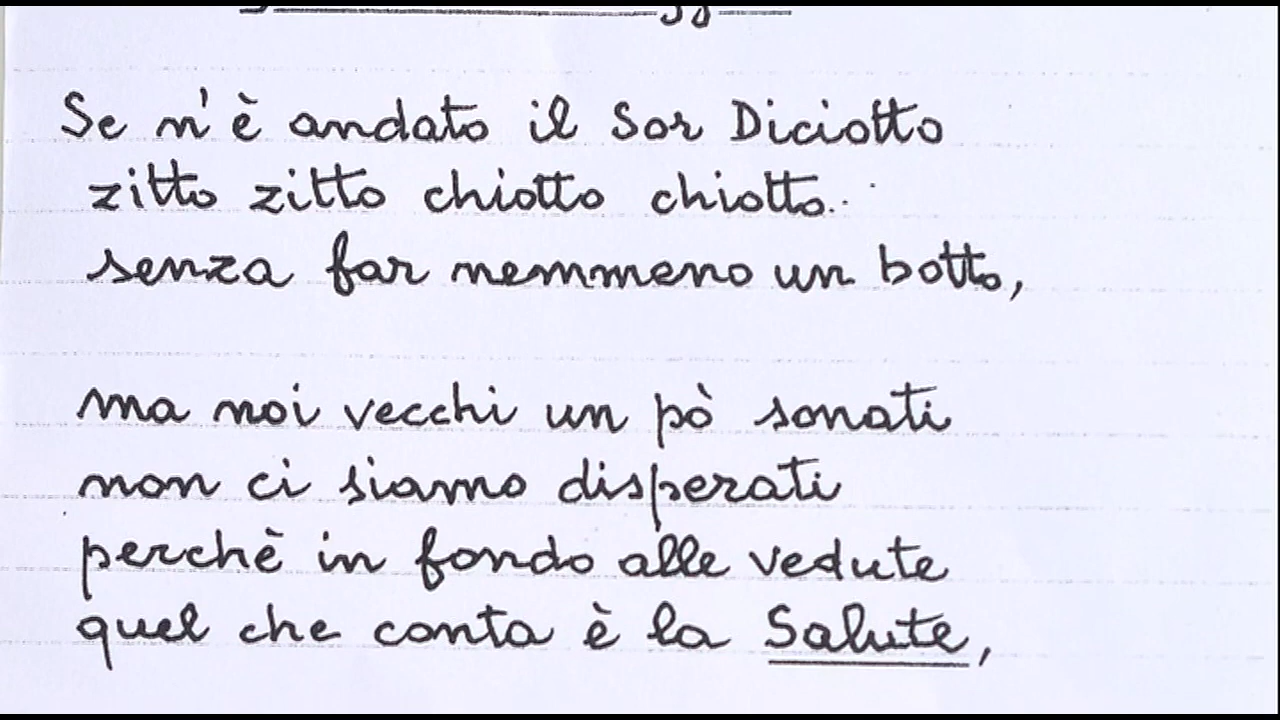 Se n'è andato il Sor Diciotto
zitto zitto chiotto chiotto..
senza far nemmeno un botto,
ma noi vecchi un pò sonati
non ci siamo disperati
perchè in fondo alle vedute
quel che conta è la Salute,